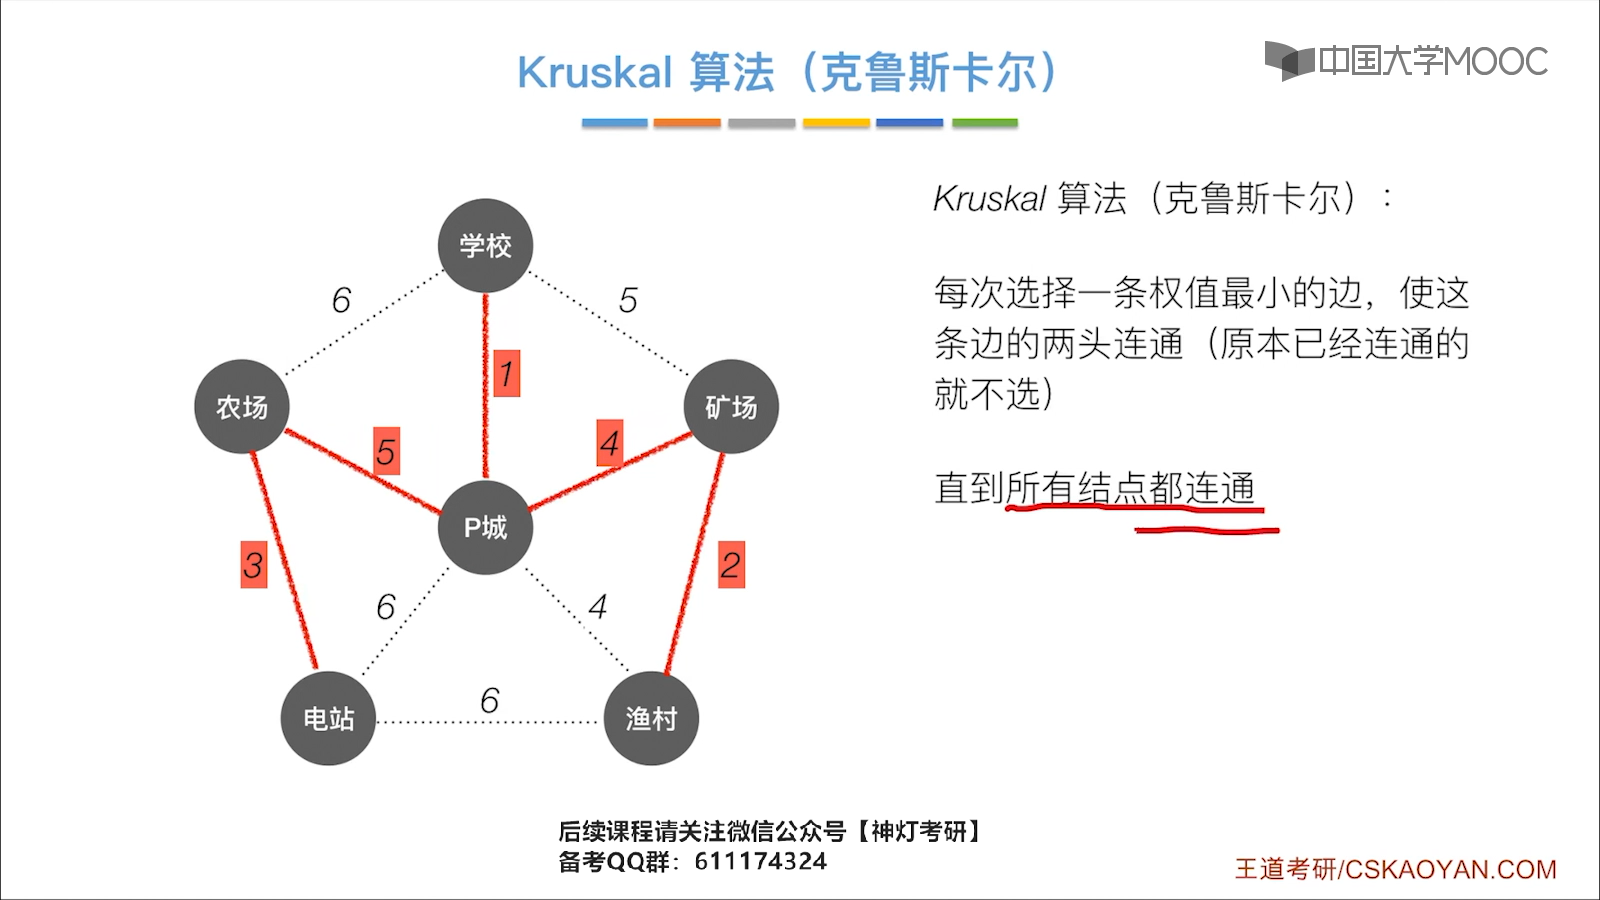 Kruskal 算法（克鲁斯卡尔）
中国大学MOOC
Kruskal 算法（克鲁斯卡尔）：
每次选择一条权值最小的边，使这
条边的两头连通（原本已经连通的
就不选）
直到所有结点都连通
学校
6
5
1
农场
矿场
5
4
P城
3
2
6
4
电站
6
渔村
后续课程请关注微信公众号【神灯考研】
备考QQ群：611174324
王道考研/CSKAOYAN.COM